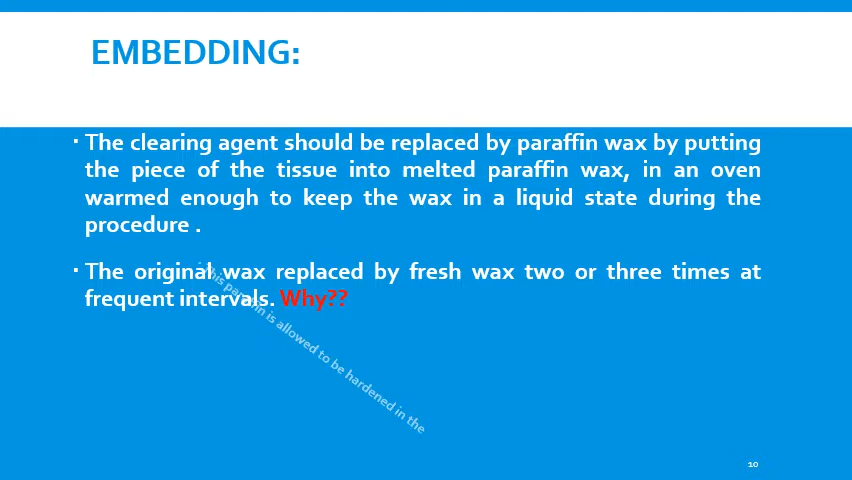 EMBEDDING:
▪ The clearing agent should be replaced by paraffin wax by putting
the piece of the tissue into melted paraffin wax, in an oven
warmed enough to keep the wax in a liquid state during the
procedure .
▪ The original wax replaced by fresh wax two or three times at
frequent intervals. Why??
This paraffin is allowed to be hardened in the
10